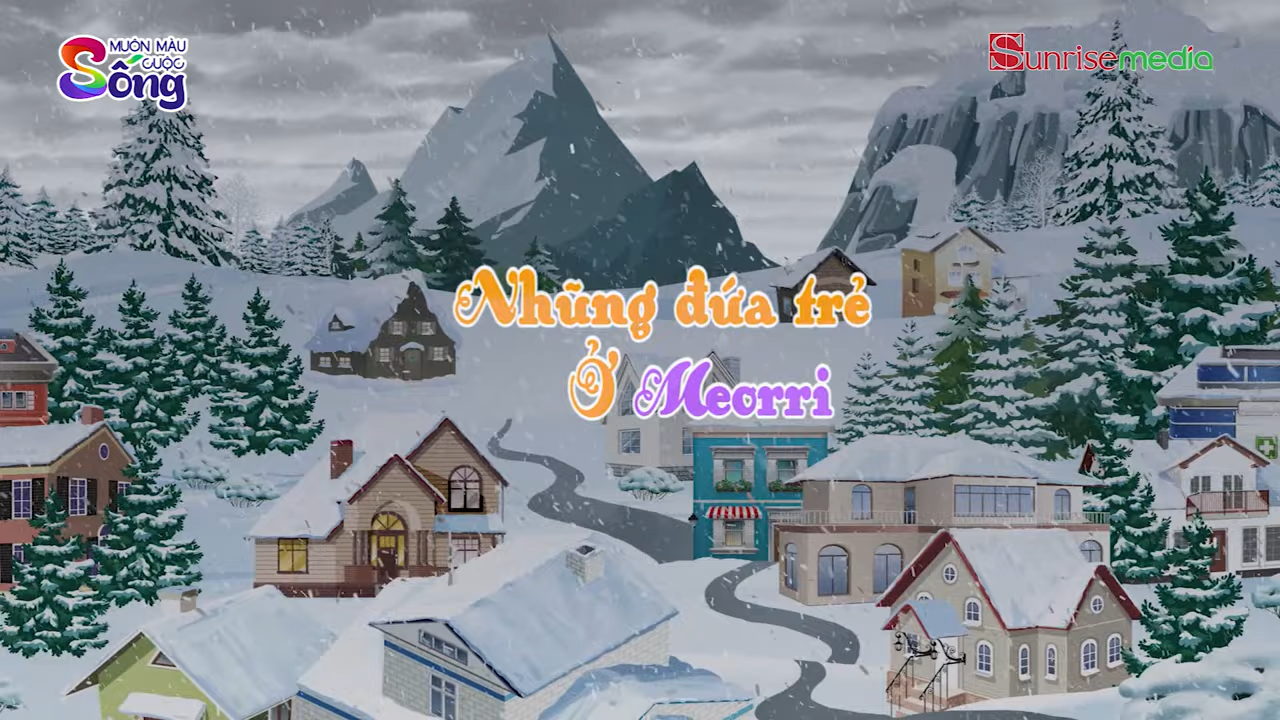 MUÔN MÀU
CUỘC
Sống
Sunrisemedia
Những đứa trẻ
Ở Meorri